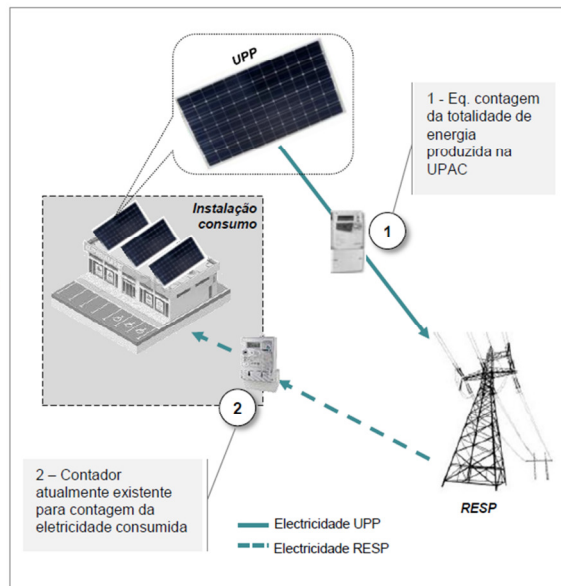 UPP
1 - Eq. contagem
da totalidade de
energia
produzida na
UPAC
Instalação
consumo
1
2
2 – Contador
atualmente existente
para contagem da
eletricidade consumida
RESP
Electricidade UPP
Electricidade RESP